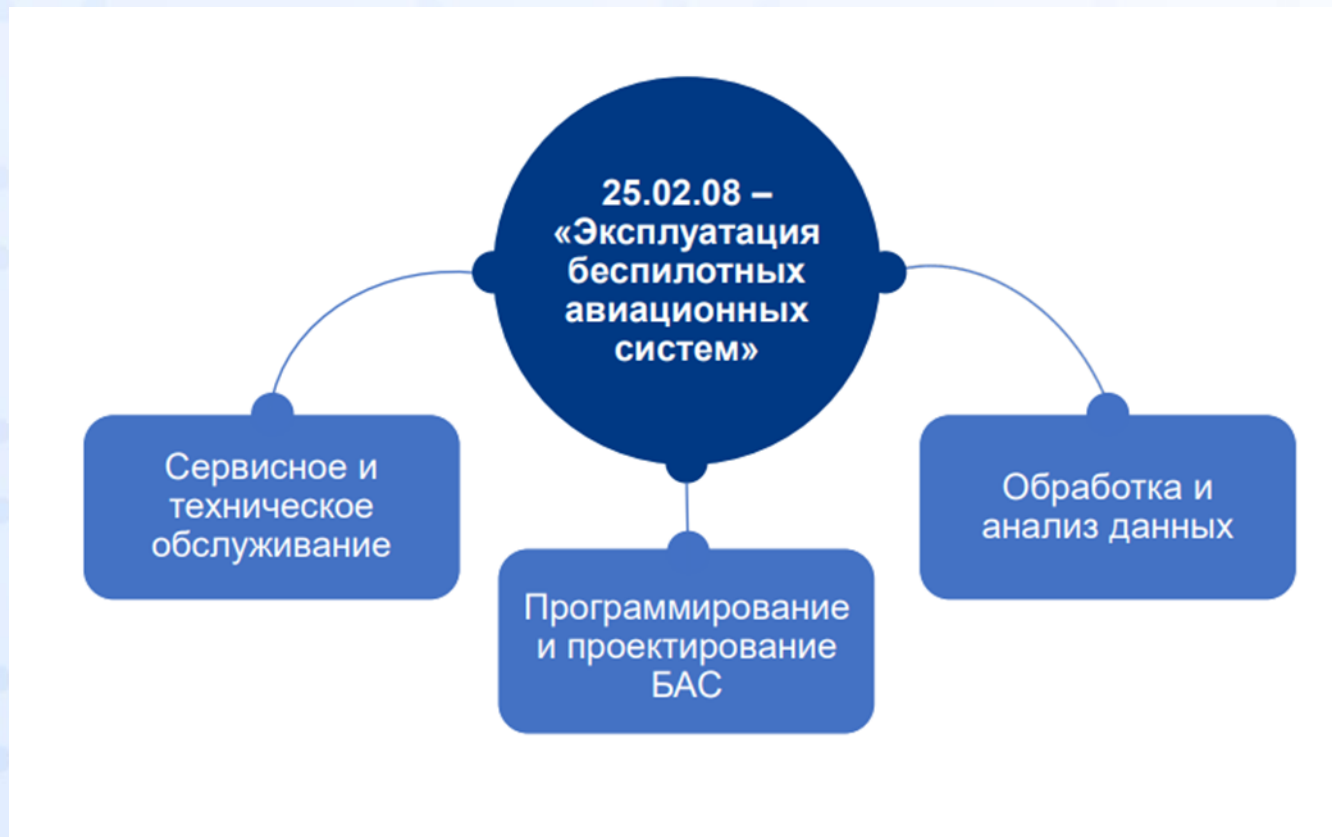 25.02.08 –
«Эксплуатация
беспилотных
авиационных
систем»
Сервисное и
техническое
обслуживание
Программирование
и проектирование
БАС
Обработка и
анализ данных